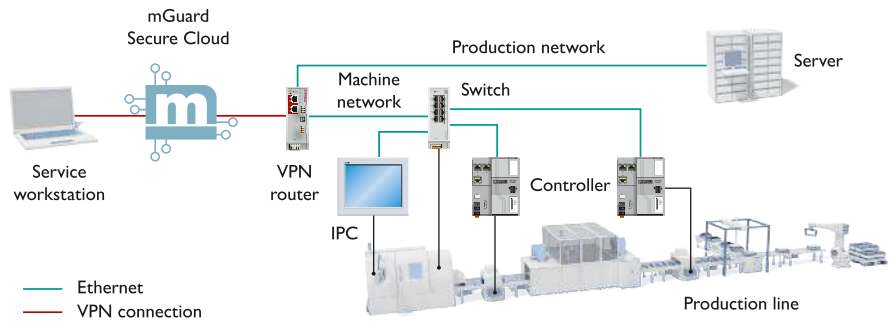 mGuard
Secure Cloud
Production network
Server
Machine
network
Switch
m
Service
workstation
VPN
router
Controller
IPC
Production line
Ethernet
VPN connection